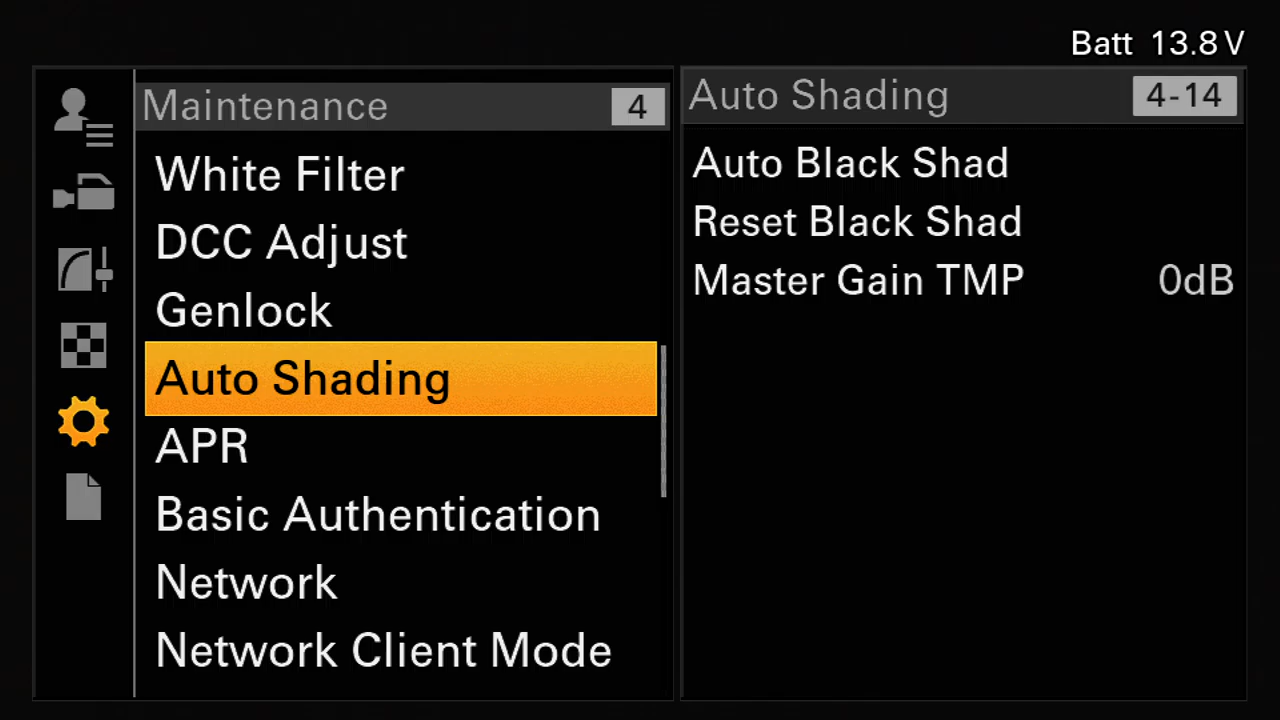 Batt 13.8 V
Maintenance 4
White Filter
DCC Adjust
Genlock
Auto Shading
APR
Basic Authentication
Network
Network Client Mode
Auto Shading 4-14
Auto Black Shad
Reset Black Shad
Master Gain TMP 0dB